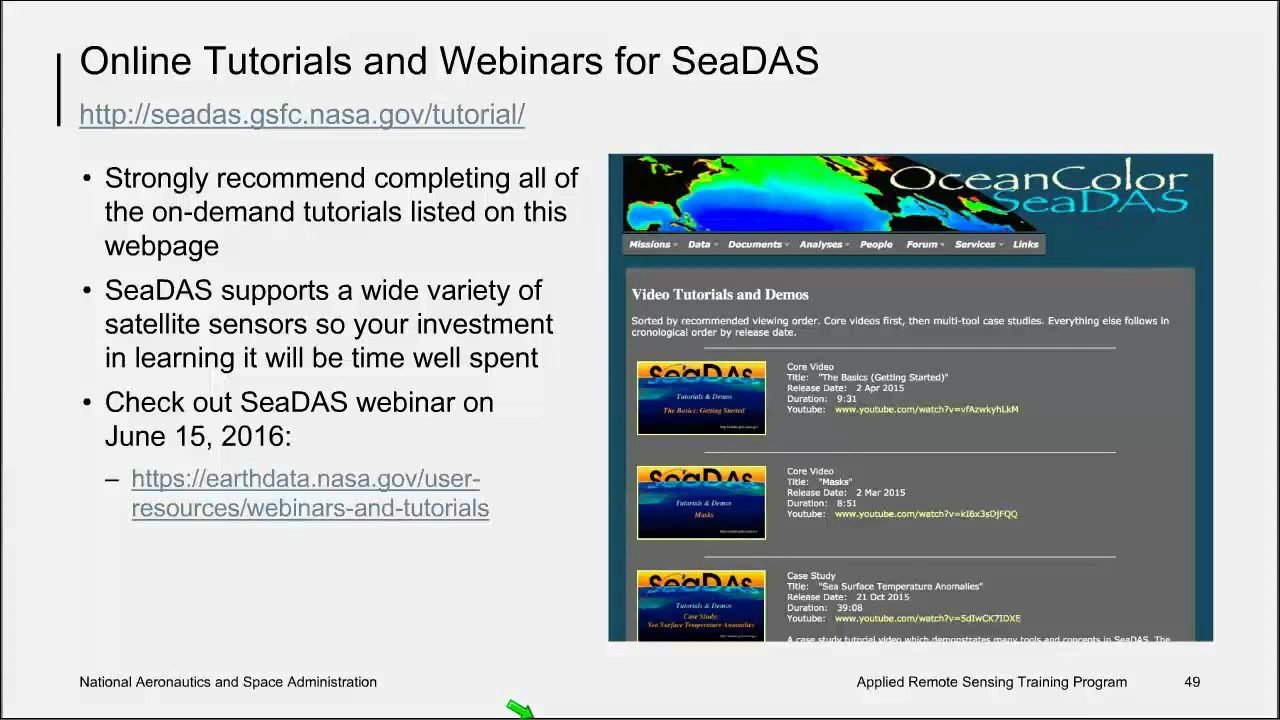 Online Tutorials and Webinars for SeaDAS
http://seadas.gsfc.nasa.gov/tutorial/
• Strongly recommend completing all of
the on-demand tutorials listed on this
webpage
• SeaDAS supports a wide variety of
satellite sensors so your investment
in learning it will be time well spent
• Check out SeaDAS webinar on
June 15, 2016:
– https://earthdata.nasa.gov/user-
resources/webinars-and-tutorials
OceanColor
SeaDAS
Missions Data Documents Analyses People Forum Services Links
Video Tutorials and Demos
Sorted by recommended viewing order. Core videos first, then multi-tool case studies. Everything else follows in
cronological order by release date.
SeaDAS
Tutorials & Demos
The Basics: Getting Started
Core Video
Title: "The Basics (Getting Started)"
Release Date: 2 Apr 2015
Duration: 9:31
Youtube: www.youtube.com/watch?v=vfAzwkyhLkM
SeaDAS
Tutorials & Demos
Masks
Core Video
Title: "Masks"
Release Date: 2 Mar 2015
Duration: 8:51
Youtube: www.youtube.com/watch?v=kI6x3sDjFQQ
SeaDAS
Tutorials & Demos
Case Study:
Sea Surface Temperature Anomalies
Case Study
Title: "Sea Surface Temperature Anomalies"
Release Date: 21 Oct 2015
Duration: 39:08
Youtube: www.youtube.com/watch?v=5dIwCK7IDXE
A case study tutorial video which demonstrates many tools and concepts in SeaDAS. The
National Aeronautics and Space Administration
Applied Remote Sensing Training Program
49